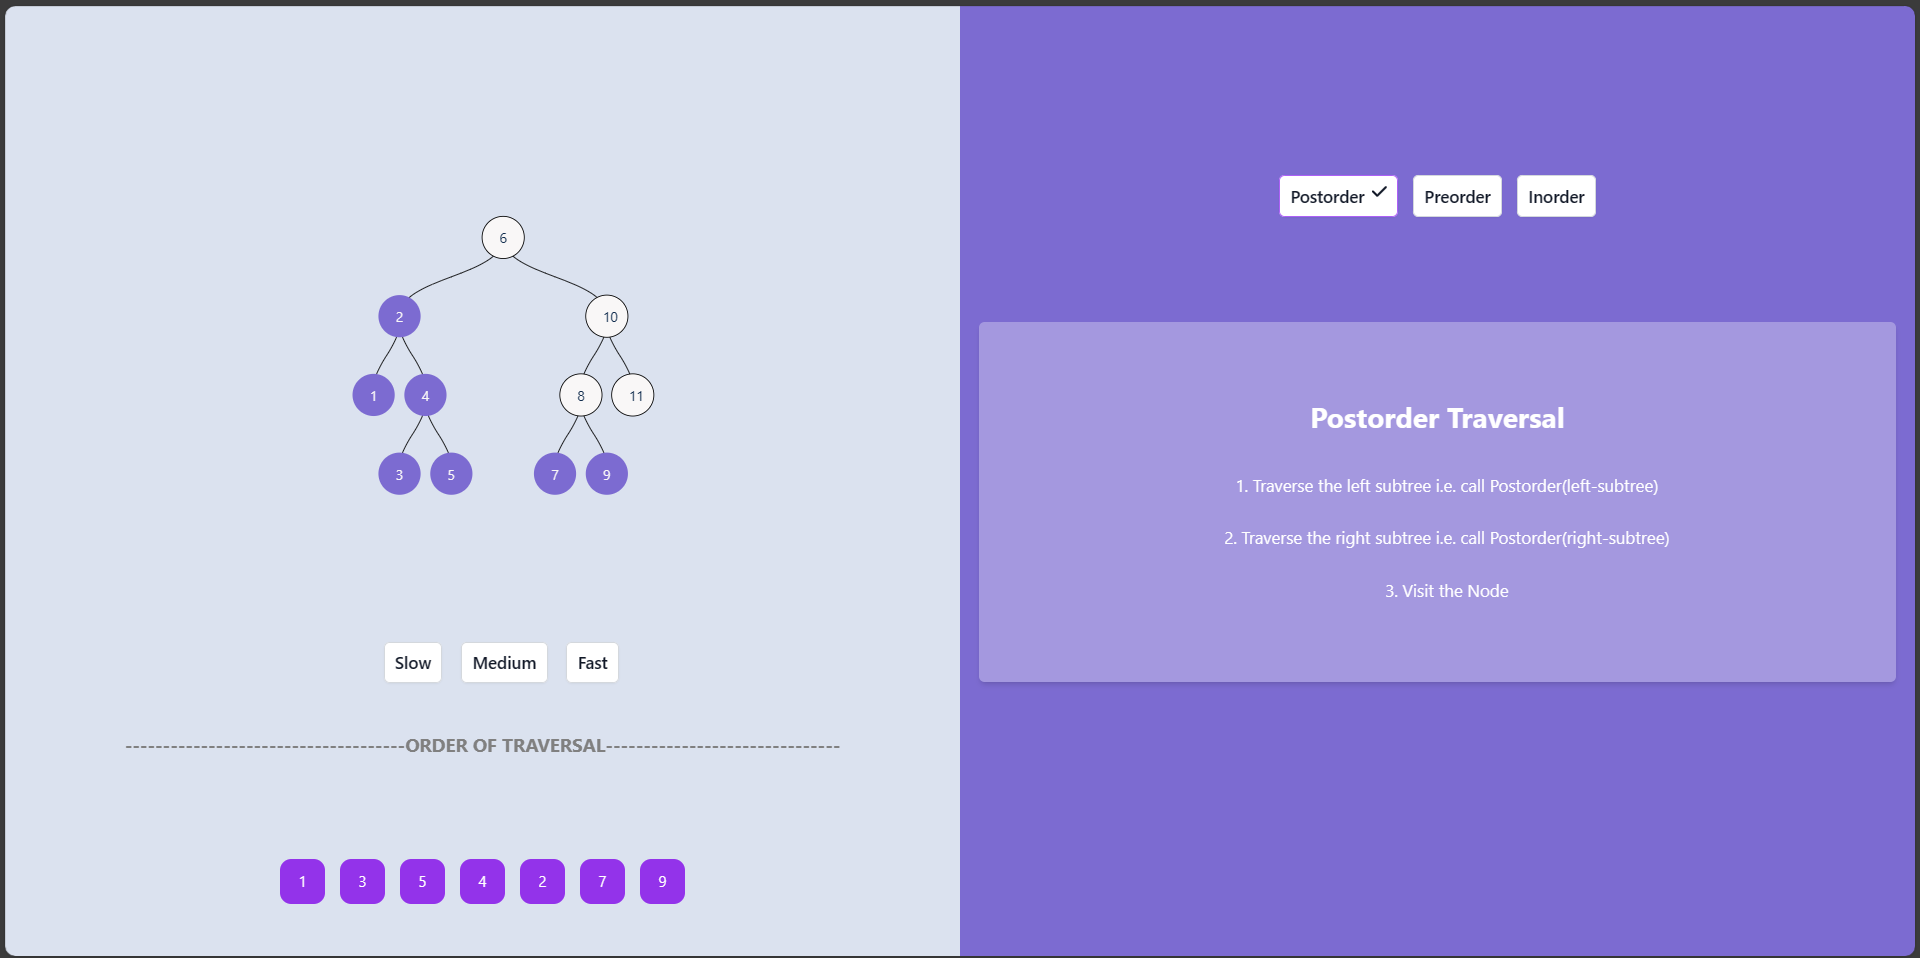 6
2
10
1
4
8
11
3
5
7
9
Slow Medium Fast
-------------------------------------ORDER OF TRAVERSAL-------------------------------
1 3 5 4 2 7 9
Postorder Preorder Inorder
Postorder Traversal
1. Traverse the left subtree i.e. call Postorder(left-subtree)
2. Traverse the right subtree i.e. call Postorder(right-subtree)
3. Visit the Node